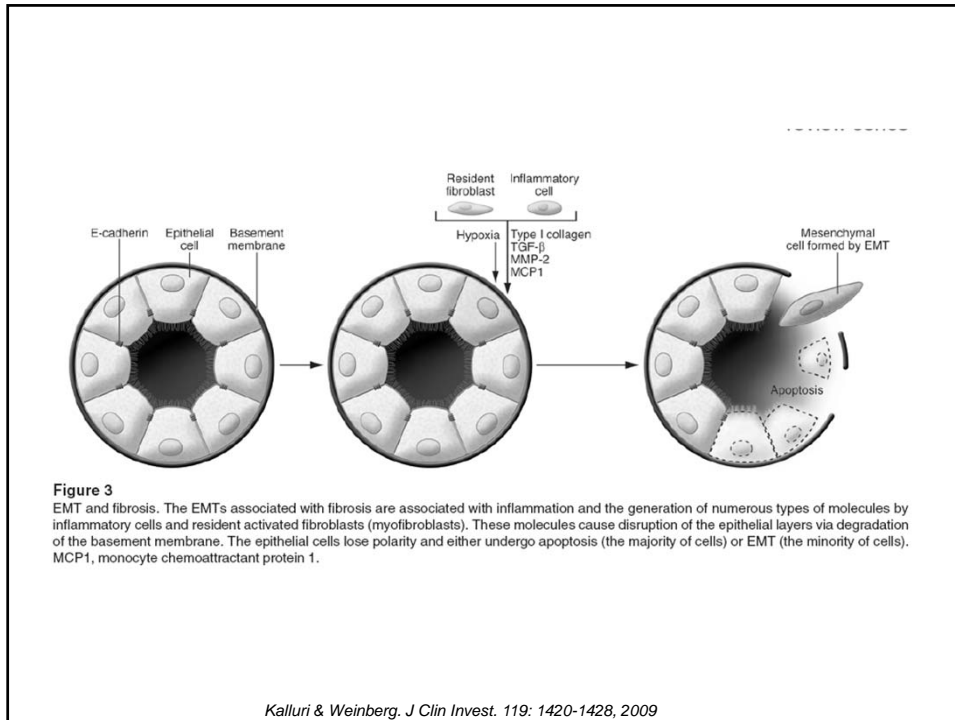 Resident Inflammatory
fibroblast cell
E-cadherin Epithelial Basement
cell membrane
Hypoxia Type I collagen
TGF-β
MMP-2
MCP1
Mesenchymal
cell formed by EMT
Apoptosis
Figure 3
EMT and fibrosis. The EMTs associated with fibrosis are associated with inflammation and the generation of numerous types of molecules by
inflammatory cells and resident activated fibroblasts (myofibroblasts). These molecules cause disruption of the epithelial layers via degradation
of the basement membrane. The epithelial cells lose polarity and either undergo apoptosis (the majority of cells) or EMT (the minority of cells).
MCP1, monocyte chemoattractant protein 1.
Kalluri & Weinberg. J Clin Invest. 119: 1420-1428, 2009